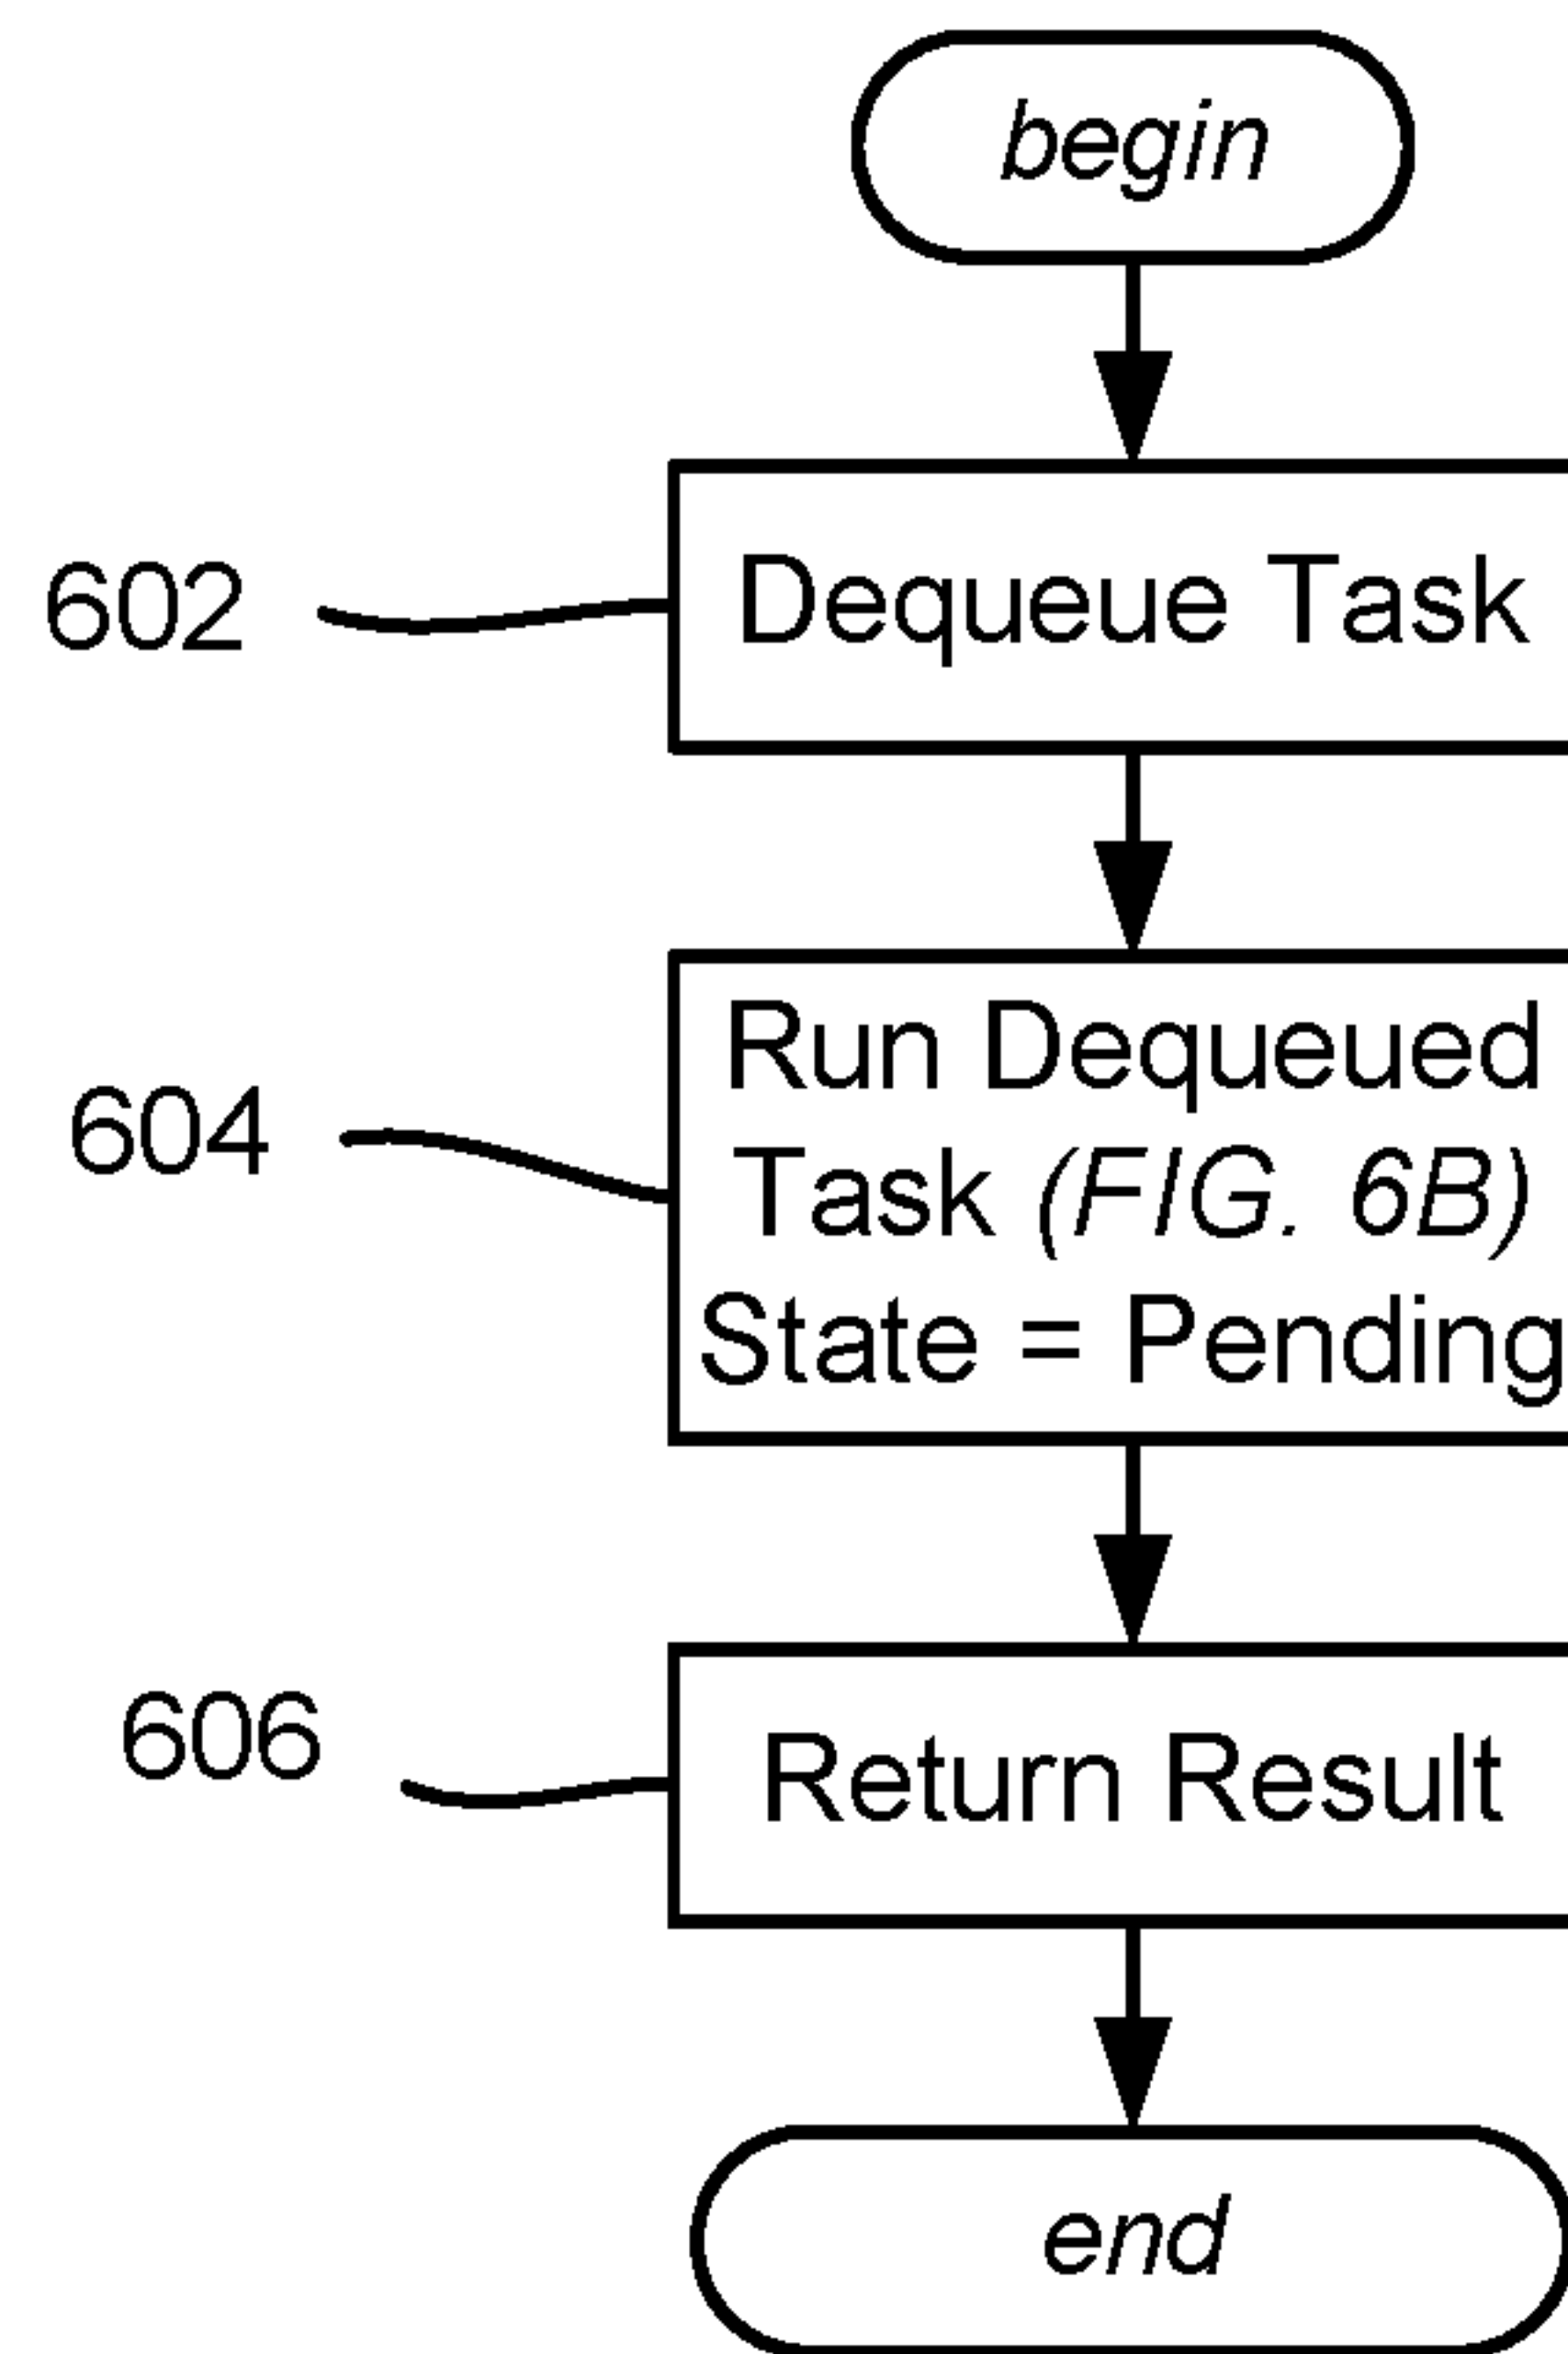 begin
602
Dequeue Task
604
Run Dequeued
Task (FIG. 6B)
State = Pending
606
Return Result
end